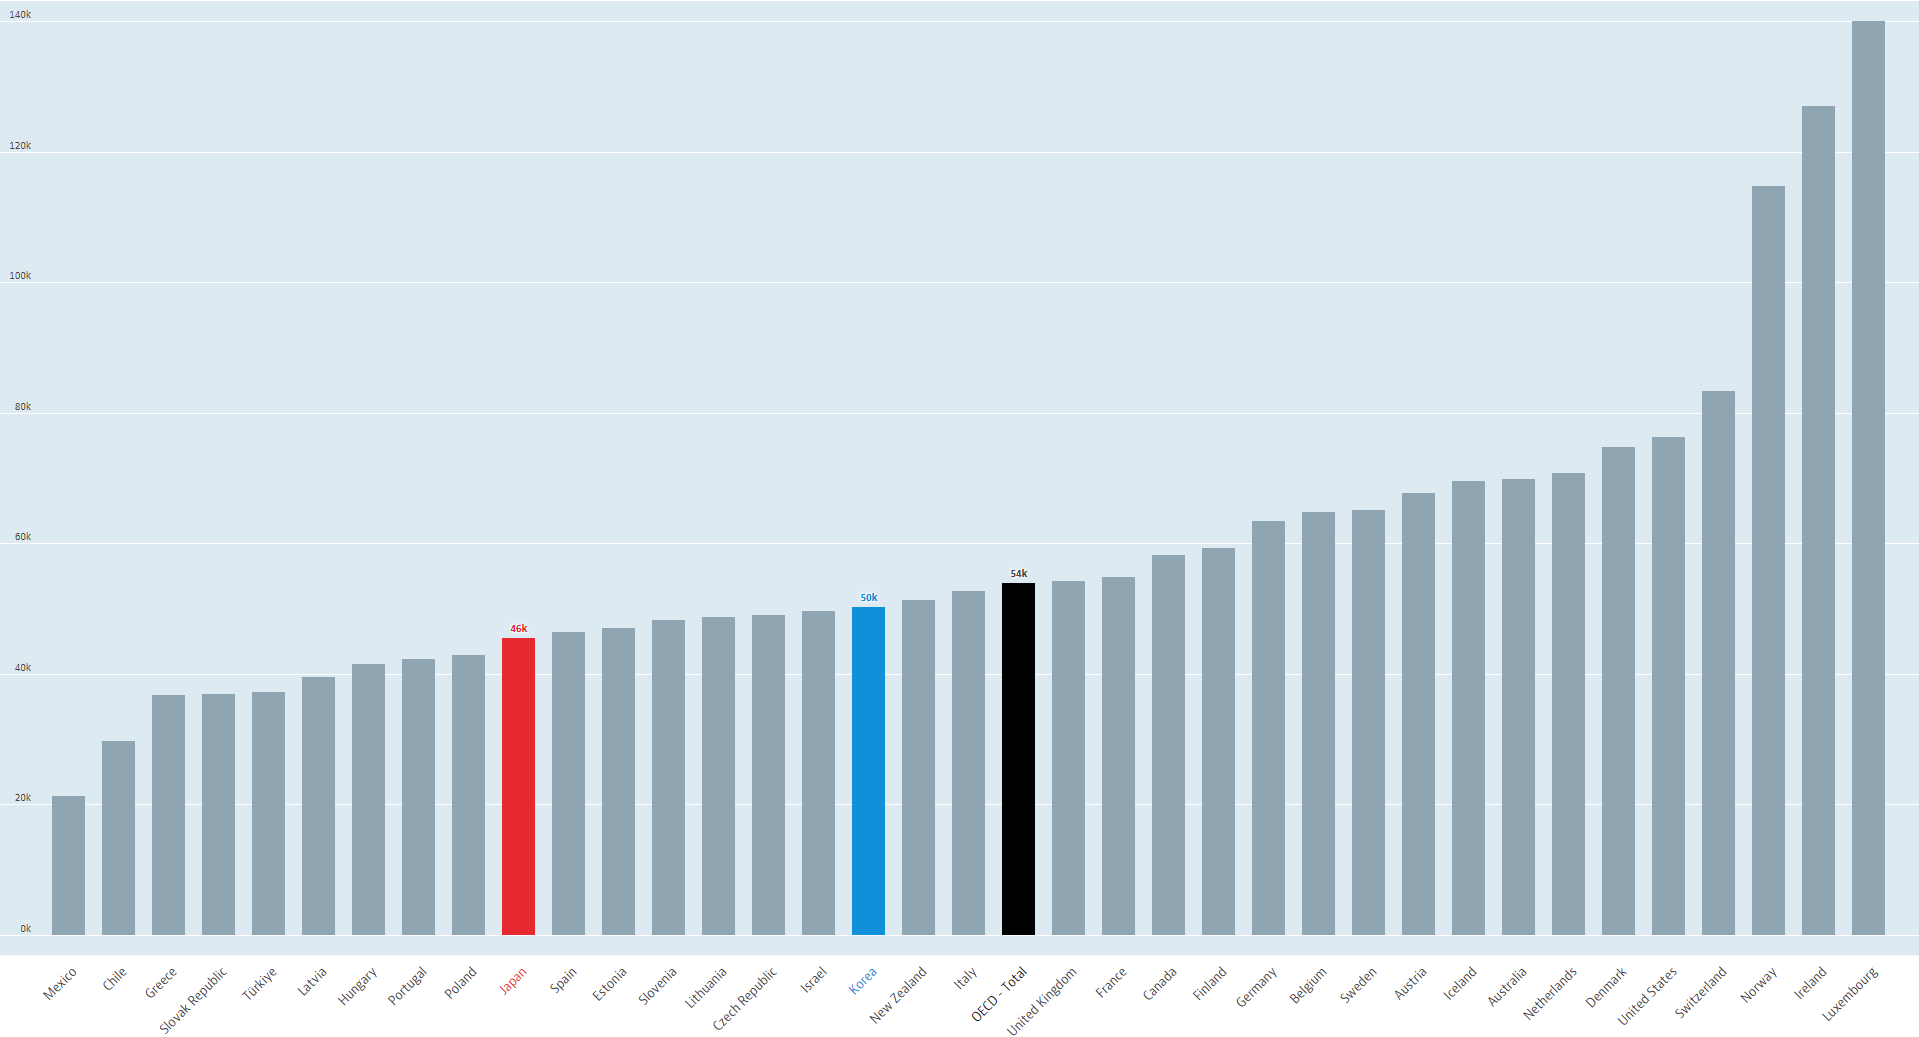 140k
120k
100k
80k
60k
40k
20k
0k
46k
50k
54k
Mexico
Chile
Greece
Slovak Republic
Türkiye
Latvia
Hungary
Portugal
Poland
Japan
Spain
Estonia
Slovenia
Lithuania
Czech Republic
Israel
Korea
New Zealand
Italy
OECD - Total
United Kingdom
France
Canada
Finland
Germany
Belgium
Sweden
Austria
Iceland
Australia
Netherlands
Denmark
United States
Switzerland
Norway
Ireland
Luxembourg